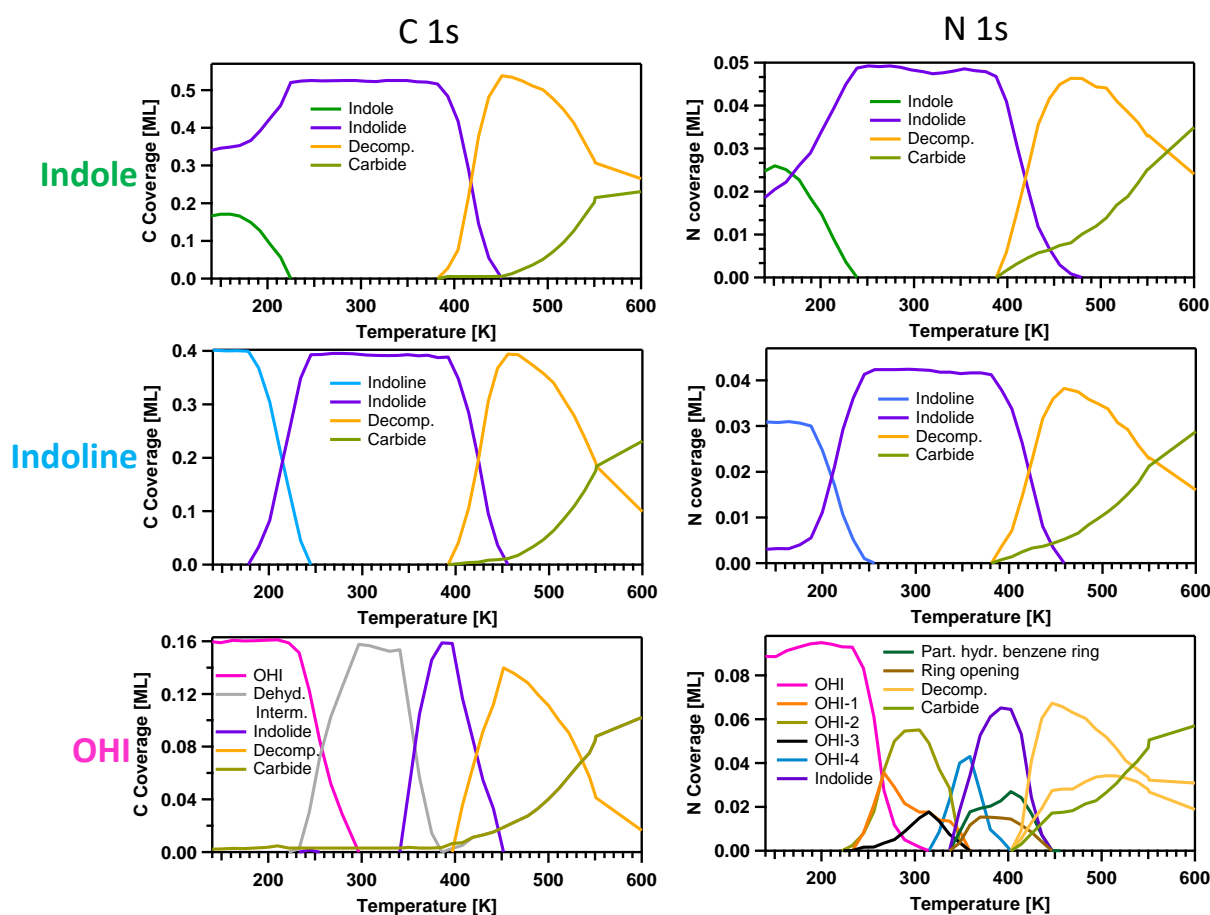 C 1s
N 1s
Indole
C Coverage [ML]
0.5
0.4
0.3
0.2
0.1
0.0
Indole
Indolide
Decomp.
Carbide
200
300
400
500
600
Temperature [K]
N coverage [ML]
0.05
0.04
0.03
0.02
0.01
0.00
Indole
Indolide
Decomp.
Carbide
200
300
400
500
600
Temperature [K]
Indoline
C Coverage [ML]
0.4
0.3
0.2
0.1
0.0
Indoline
Indolide
Decomp.
Carbide
200
300
400
500
600
Temperature [K]
N coverage [ML]
0.04
0.03
0.02
0.01
0.00
Indoline
Indolide
Decomp.
Carbide
200
300
400
500
600
Temperature [K]
OHI
C Coverage [ML]
0.16
0.12
0.08
0.04
0.00
OHI
Dehyd.
Interm.
Indolide
Decomp.
Carbide
200
300
400
500
600
Temperature [K]
N Coverage [ML]
0.08
0.06
0.04
0.02
0.00
OHI
OHI-1
OHI-2
OHI-3
OHI-4
Indolide
Part. hydr. benzene ring
Ring opening
Decomp.
Carbide
200
300
400
500
600
Temperature [K]